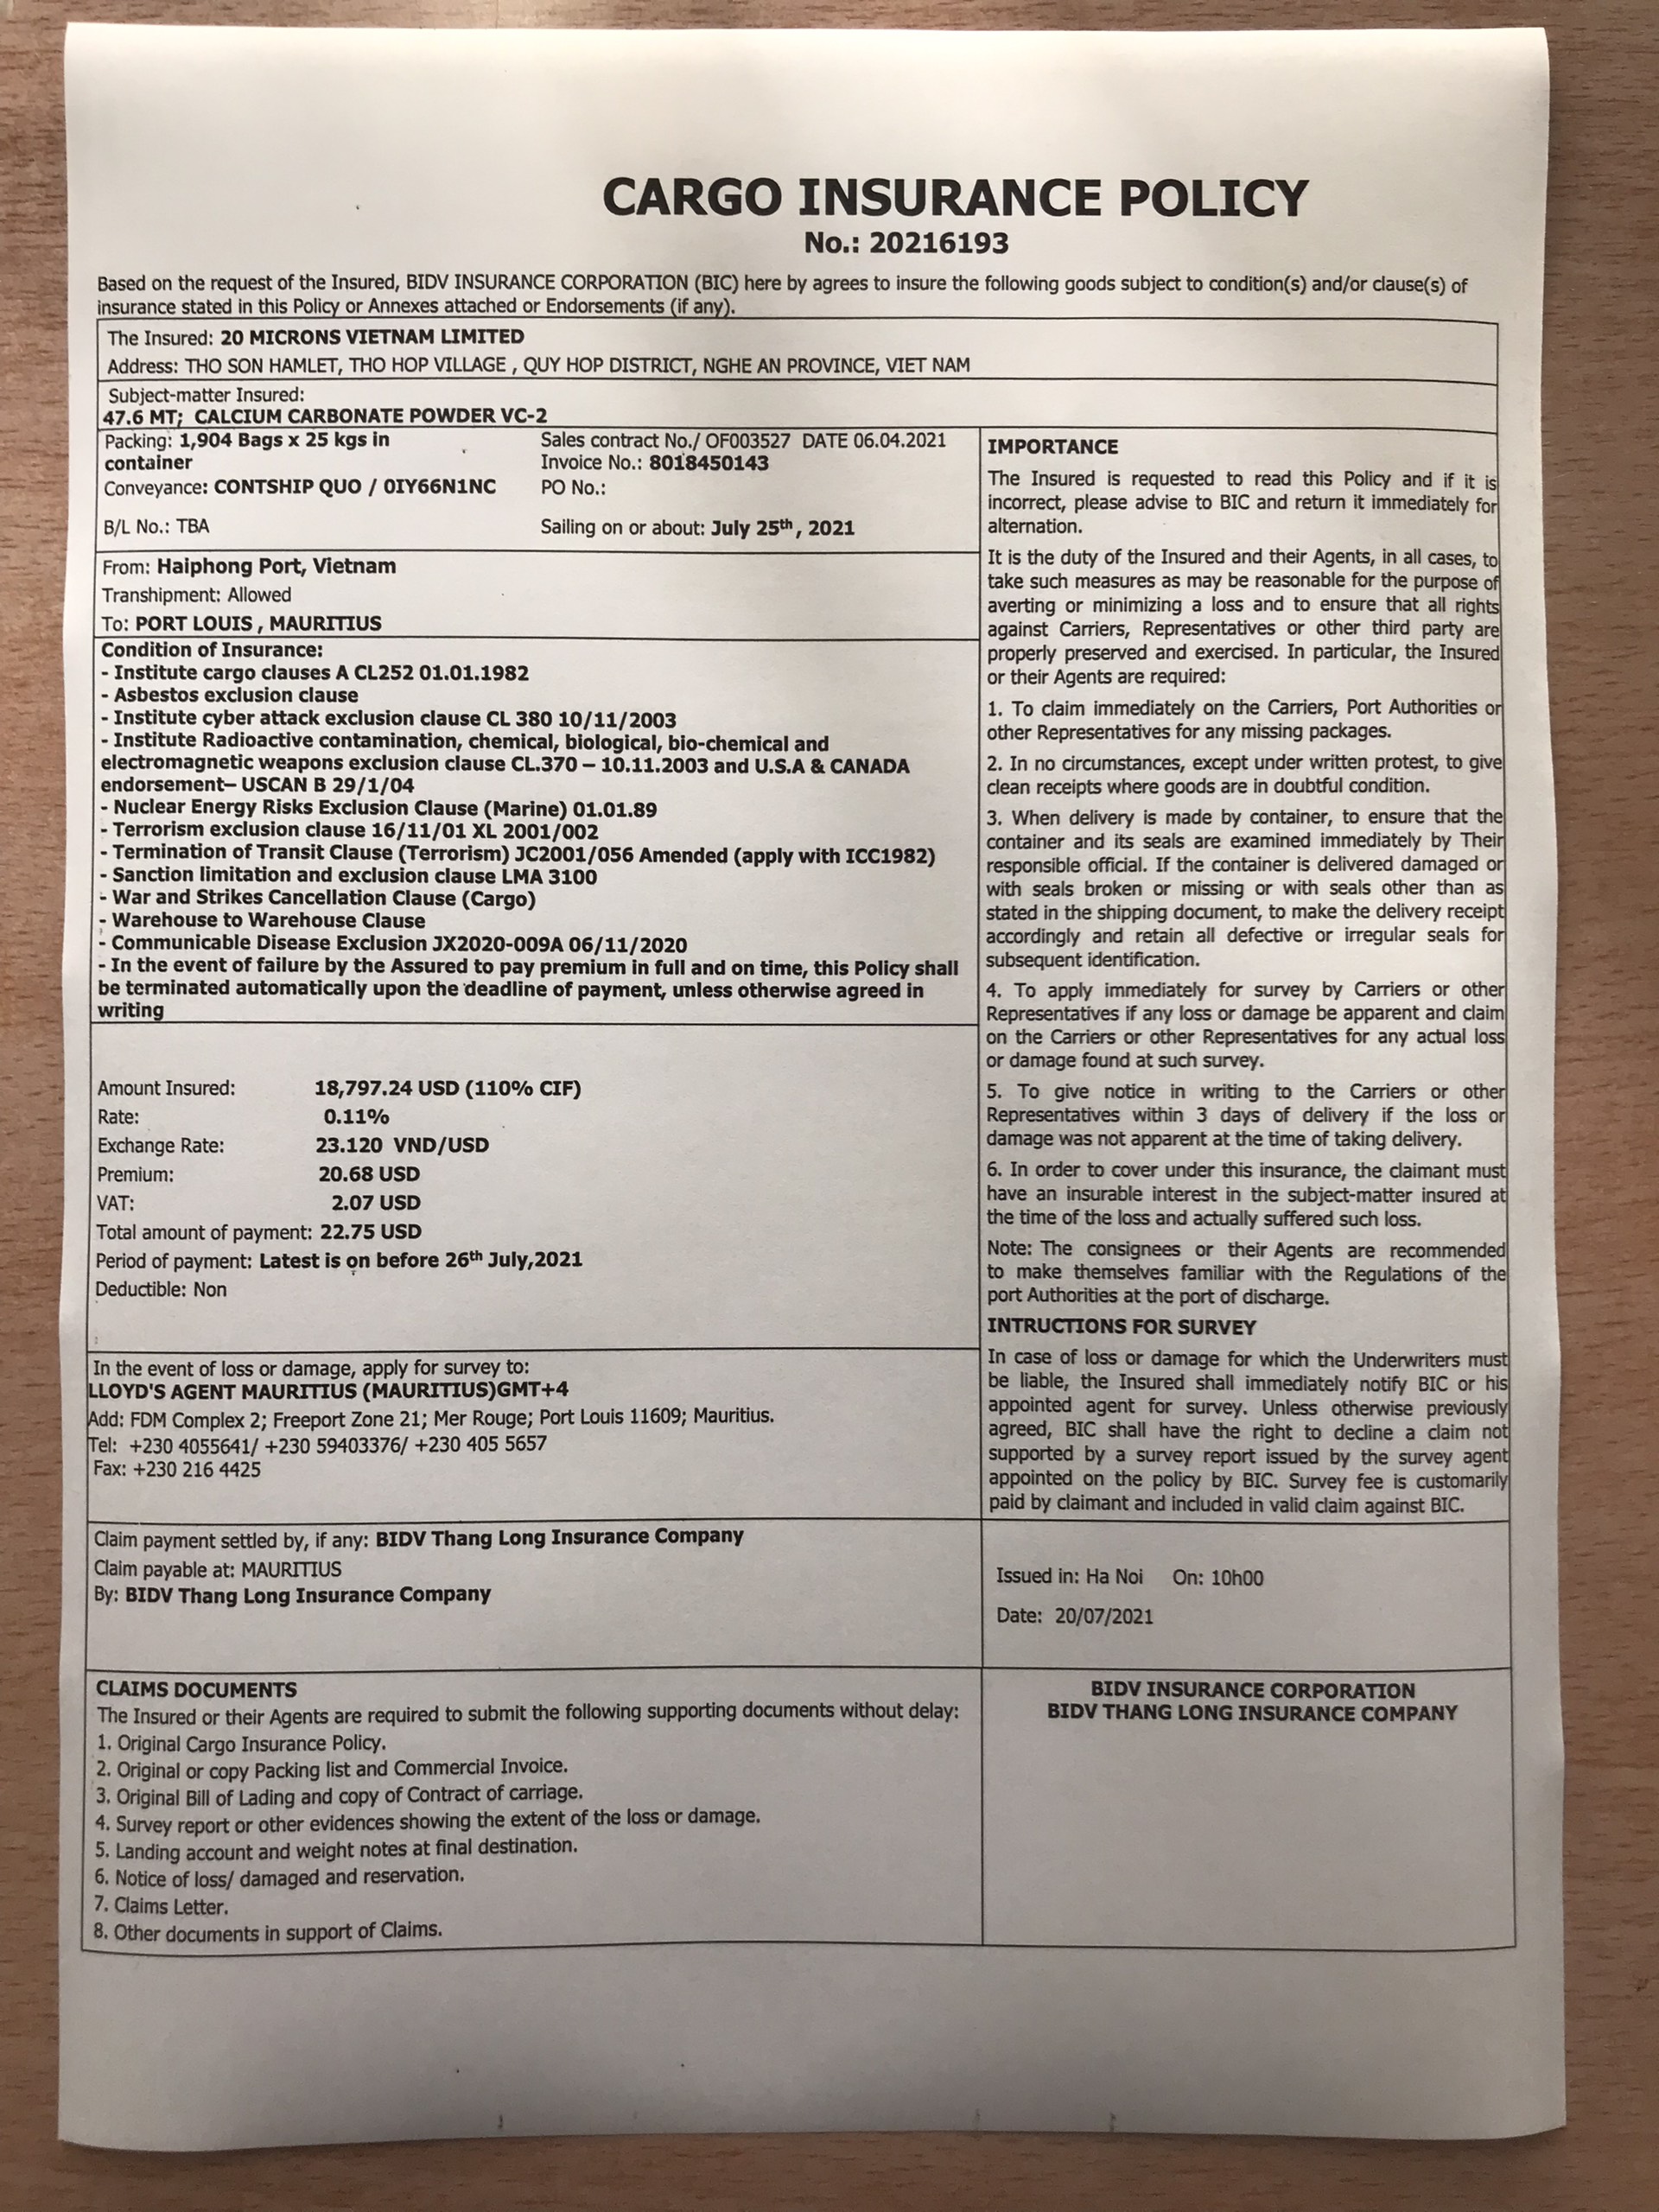 CARGO INSURANCE POLICY
No.: 20216193
Based on the request of the Insured, BIDV INSURANCE CORPORATION (BIC) here by agrees to insure the following goods subject to condition(s) and/or clause(s) of
insurance stated in this Policy or Annexes attached or Endorsements (if any).
The Insured: 20 MICRONS VIETNAM LIMITED
Address: THO SON HAMLET, THO HOP VILLAGE , QUY HOP DISTRICT, NGHE AN PROVINCE, VIET NAM
Subject-matter Insured:
47.6 MT; CALCIUM CARBONATE POWDER VC-2
Packing: 1,904 Bags x 25 kgs in
container
Conveyance: CONTSHIP QUO / 0IY66N1NC
B/L No.: TBA
Sales contract No./ OF003527 DATE 06.04.2021
Invoice No.: 8018450143
PO No.:
Sailing on or about: July 25th, 2021
From: Haiphong Port, Vietnam
Transhipment: Allowed
To: PORT LOUIS , MAURITIUS
Condition of Insurance:
- Institute cargo clauses A CL252 01.01.1982
- Asbestos exclusion clause
- Institute cyber attack exclusion clause CL 380 10/11/2003
- Institute Radioactive contamination, chemical, biological, bio-chemical and
electromagnetic weapons exclusion clause CL.370 – 10.11.2003 and U.S.A & CANADA
endorsement– USCAN B 29/1/04
- Nuclear Energy Risks Exclusion Clause (Marine) 01.01.89
- Terrorism exclusion clause 16/11/01 XL 2001/002
- Termination of Transit Clause (Terrorism) JC2001/056 Amended (apply with ICC1982)
- Sanction limitation and exclusion clause LMA 3100
- War and Strikes Cancellation Clause (Cargo)
- Warehouse to Warehouse Clause
- Communicable Disease Exclusion JX2020-009A 06/11/2020
- In the event of failure by the Assured to pay premium in full and on time, this Policy shall
be terminated automatically upon the deadline of payment, unless otherwise agreed in
writing
Amount Insured: 18,797.24 USD (110% CIF)
Rate: 0.11%
Exchange Rate: 23.120 VND/USD
Premium: 20.68 USD
VAT: 2.07 USD
Total amount of payment: 22.75 USD
Period of payment: Latest is on before 26th July,2021
Deductible: Non
In the event of loss or damage, apply for survey to:
LLOYD'S AGENT MAURITIUS (MAURITIUS)GMT+4
Add: FDM Complex 2; Freeport Zone 21; Mer Rouge; Port Louis 11609; Mauritius.
Tel: +230 4055641/ +230 59403376/ +230 405 5657
Fax: +230 216 4425
IMPORTANCE
The Insured is requested to read this Policy and if it is
incorrect, please advise to BIC and return it immediately for
alternation.
It is the duty of the Insured and their Agents, in all cases, to
take such measures as may be reasonable for the purpose of
averting or minimizing a loss and to ensure that all rights
against Carriers, Representatives or other third party are
properly preserved and exercised. In particular, the Insured
or their Agents are required:
1. To claim immediately on the Carriers, Port Authorities or
other Representatives for any missing packages.
2. In no circumstances, except under written protest, to give
clean receipts where goods are in doubtful condition.
3. When delivery is made by container, to ensure that the
container and its seals are examined immediately by Their
responsible official. If the container is delivered damaged or
with seals broken or missing or with seals other than as
stated in the shipping document, to make the delivery receipt
accordingly and retain all defective or irregular seals for
subsequent identification.
4. To apply immediately for survey by Carriers or other
Representatives if any loss or damage be apparent and claim
on the Carriers or other Representatives for any actual loss
or damage found at such survey.
5. To give notice in writing to the Carriers or other
Representatives within 3 days of delivery if the loss or
damage was not apparent at the time of taking delivery.
6. In order to cover under this insurance, the claimant must
have an insurable interest in the subject-matter insured at
the time of the loss and actually suffered such loss.
Note: The consignees or their Agents are recommended
to make themselves familiar with the Regulations of the
port Authorities at the port of discharge.
INTRUCTIONS FOR SURVEY
In case of loss or damage for which the Underwriters must
be liable, the Insured shall immediately notify BIC or his
appointed agent for survey. Unless otherwise previously
agreed, BIC shall have the right to decline a claim not
supported by a survey report issued by the survey agent
appointed on the policy by BIC. Survey fee is customarily
paid by claimant and included in valid claim against BIC.
Claim payment settled by, if any: BIDV Thang Long Insurance Company
Claim payable at: MAURITIUS
By: BIDV Thang Long Insurance Company
Issued in: Ha Noi On: 10h00
Date: 20/07/2021
CLAIMS DOCUMENTS
The Insured or their Agents are required to submit the following supporting documents without delay:
1. Original Cargo Insurance Policy.
2. Original or copy Packing list and Commercial Invoice.
3. Original Bill of Lading and copy of Contract of carriage.
4. Survey report or other evidences showing the extent of the loss or damage.
5. Landing account and weight notes at final destination.
6. Notice of loss/ damaged and reservation.
7. Claims Letter.
8. Other documents in support of Claims.
BIDV INSURANCE CORPORATION
BIDV THANG LONG INSURANCE COMPANY